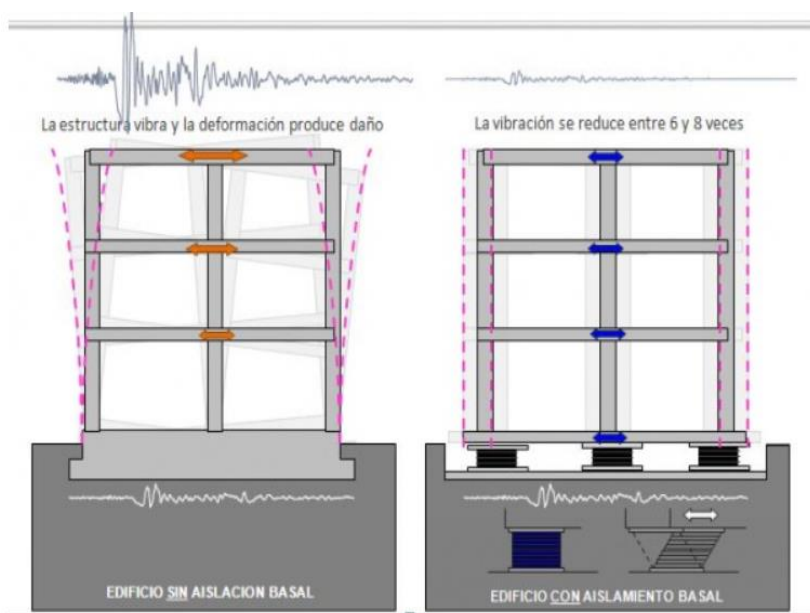 La estructura vibra y la deformación produce daño
La vibración se reduce entre 6 y 8 veces
EDIFICIO SIN AISLACION BASAL
EDIFICIO CON AISLAMIENTO BASAL